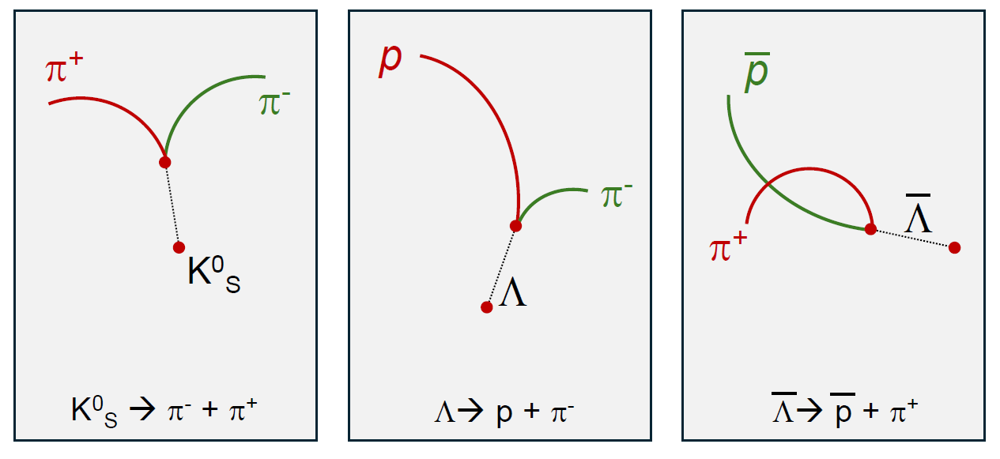 π⁺
π⁻
K⁰S
K⁰S → π⁻ + π⁺
p
π⁻
Λ
Λ → p + π⁻
p̅
Λ̅
π⁺
Λ̅ → p̅ + π⁺